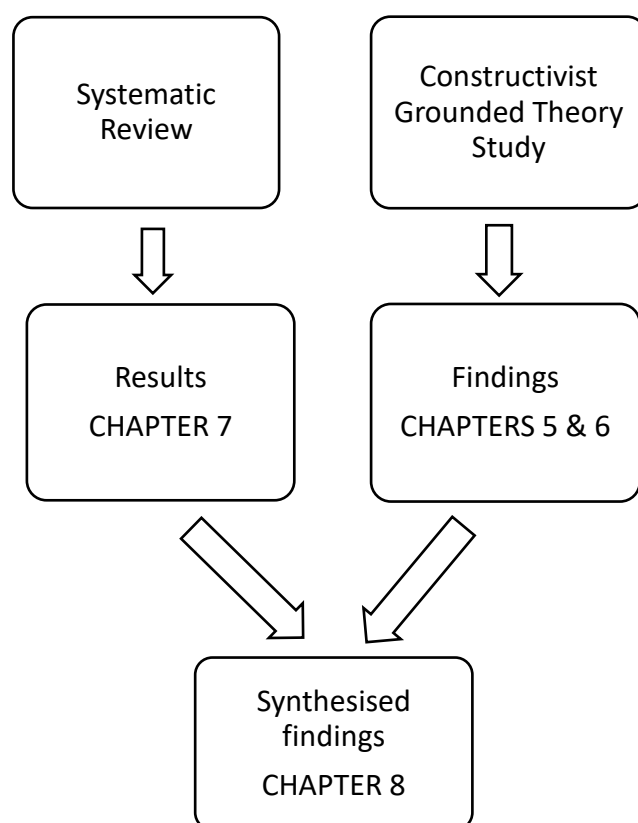 Systematic
Review
Constructivist
Grounded Theory
Study
Results
CHAPTER 7
Findings
CHAPTERS 5 & 6
Synthesised
findings
CHAPTER 8